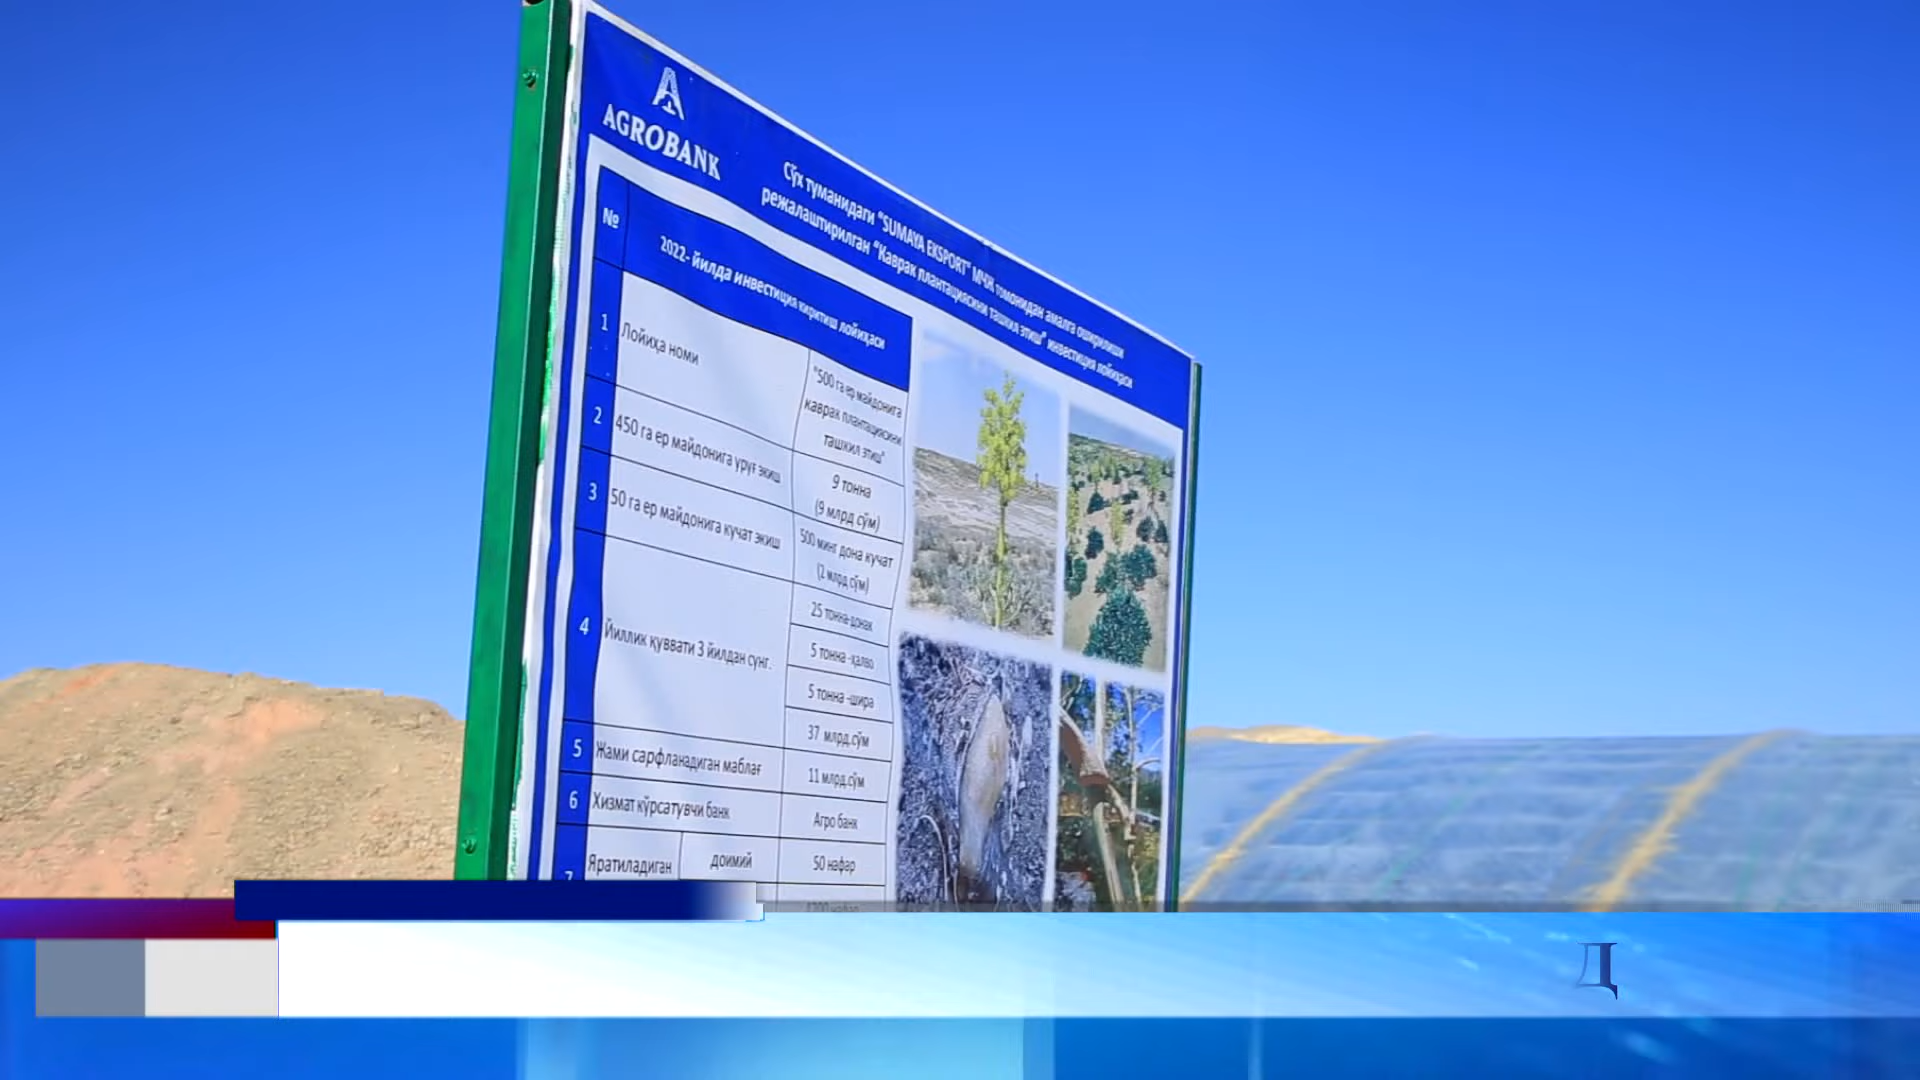 AGROBANK
Сўх туманидаги "SUMAYA EKSPORT" МЧЖ томонидан амалга оширилиши
режалаштирилган "Каврак плантациясини ташкил этиш" инвестиция лойиҳаси
№
2022- йилда инвестиция киритиш лойиҳаси
1
Лойиҳа номи
"500 га ер майдонига
каврак плантациясини
ташкил этиш"
2
450 га ер майдонига уруғ экиш
9 тонна
(9 млрд сўм)
3
50 га ер майдонига кучат экиш
500 минг дона кучат
(2 млрд сўм)
4
Йиллик қуввати 3 йилдан сунг.
25 тонна-донак
5 тонна -ҳалво
5 тонна -шира
37 млрд.сўм
5
Жами сарфланадиган маблағ
11 млрд.сўм
6
Хизмат кўрсатувчи банк
Агро банк
7
Яратиладиган
доимий
50 нафар
Д